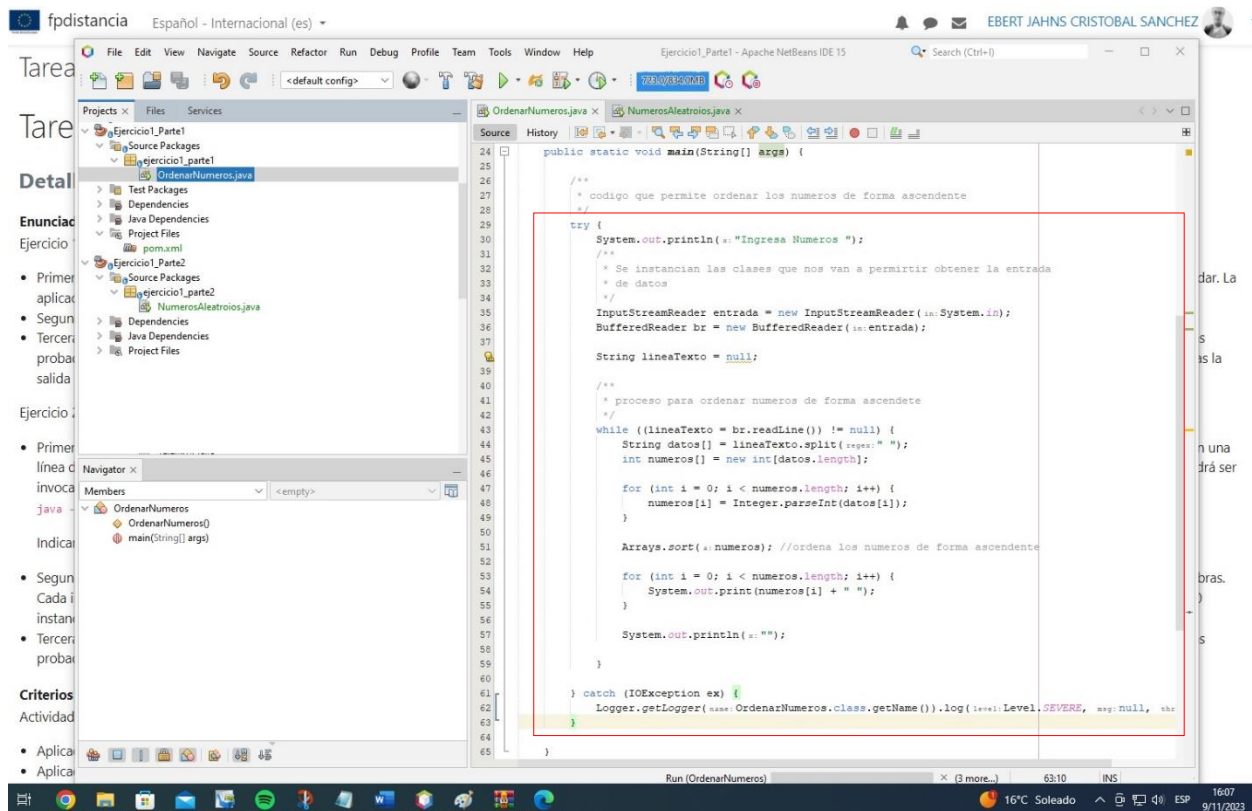 fpdistancia
Español - Internacional (es)
EBERT JAHNS CRISTOBAL SANCHEZ
Tarea
File Edit View Navigate Source Refactor Run Debug Profile Team Tools Window Help
Ejercicio1_Parte1 - Apache NetBeans IDE 15
Search (Ctrl+I)
<default config>
723.0/834.0MB
Projects Files Services
Ejercicio1_Parte1
Source Packages
ejercicio1_parte1
OrdenarNumeros.java
Test Packages
Dependencies
Java Dependencies
Project Files
pom.xml
Ejercicio1_Parte2
Source Packages
ejercicio1_parte2
NumerosAleatroios.java
Dependencies
Java Dependencies
Project Files
Navigator
Members
<empty>
OrdenarNumeros
OrdenarNumeros()
main(String[] args)
OrdenarNumeros.java NumerosAleatroios.java
Source History
24 public static void main(String[] args) {
25
26 /**
27 * codigo que permite ordenar los numeros de forma ascendente
28 */
29 try {
30 System.out.println(x:"Ingresa Numeros ");
31 /**
32 * Se instancian las clases que nos van a permirtir obtener la entrada
33 * de datos
34 */
35 InputStreamReader entrada = new InputStreamReader(in:System.in);
36 BufferedReader br = new BufferedReader(in:entrada);
37
String lineaTexto = null;
39
40 /**
41 * proceso para ordenar numeros de forma ascendete
42 */
43 while ((lineaTexto = br.readLine()) != null) {
44 String datos[] = lineaTexto.split(regex:" ");
45 int numeros[] = new int[datos.length];
46
47 for (int i = 0; i < numeros.length; i++) {
48 numeros[i] = Integer.parseInt(datos[i]);
49 }
50
51 Arrays.sort(a:numeros); //ordena los numeros de forma ascendente
52
53 for (int i = 0; i < numeros.length; i++) {
54 System.out.print(numeros[i] + " ");
55 }
56
57 System.out.println(x:"");
58
59 }
60
61 } catch (IOException ex) {
62 Logger.getLogger(name:OrdenarNumeros.class.getName()).log(level:Level.SEVERE, msg:null, thr
63 }
64
65 }
Run (OrdenarNumeros)
(3 more...)
63:10
INS
Tare
Detal
Enunciad
Ejercicio
Primer
dar. La
aplicac
Segun
Tercera
s
probac
as la
salida
Ejercicio 2
Primer
n una
línea d
drá ser
invoca
java -
Indicar
Segun
bras.
Cada i
instan
Tercera
s
probac
Criterios
Actividad
Aplica
Aplica
16°C Soleado
ESP
16:07
9/11/2023